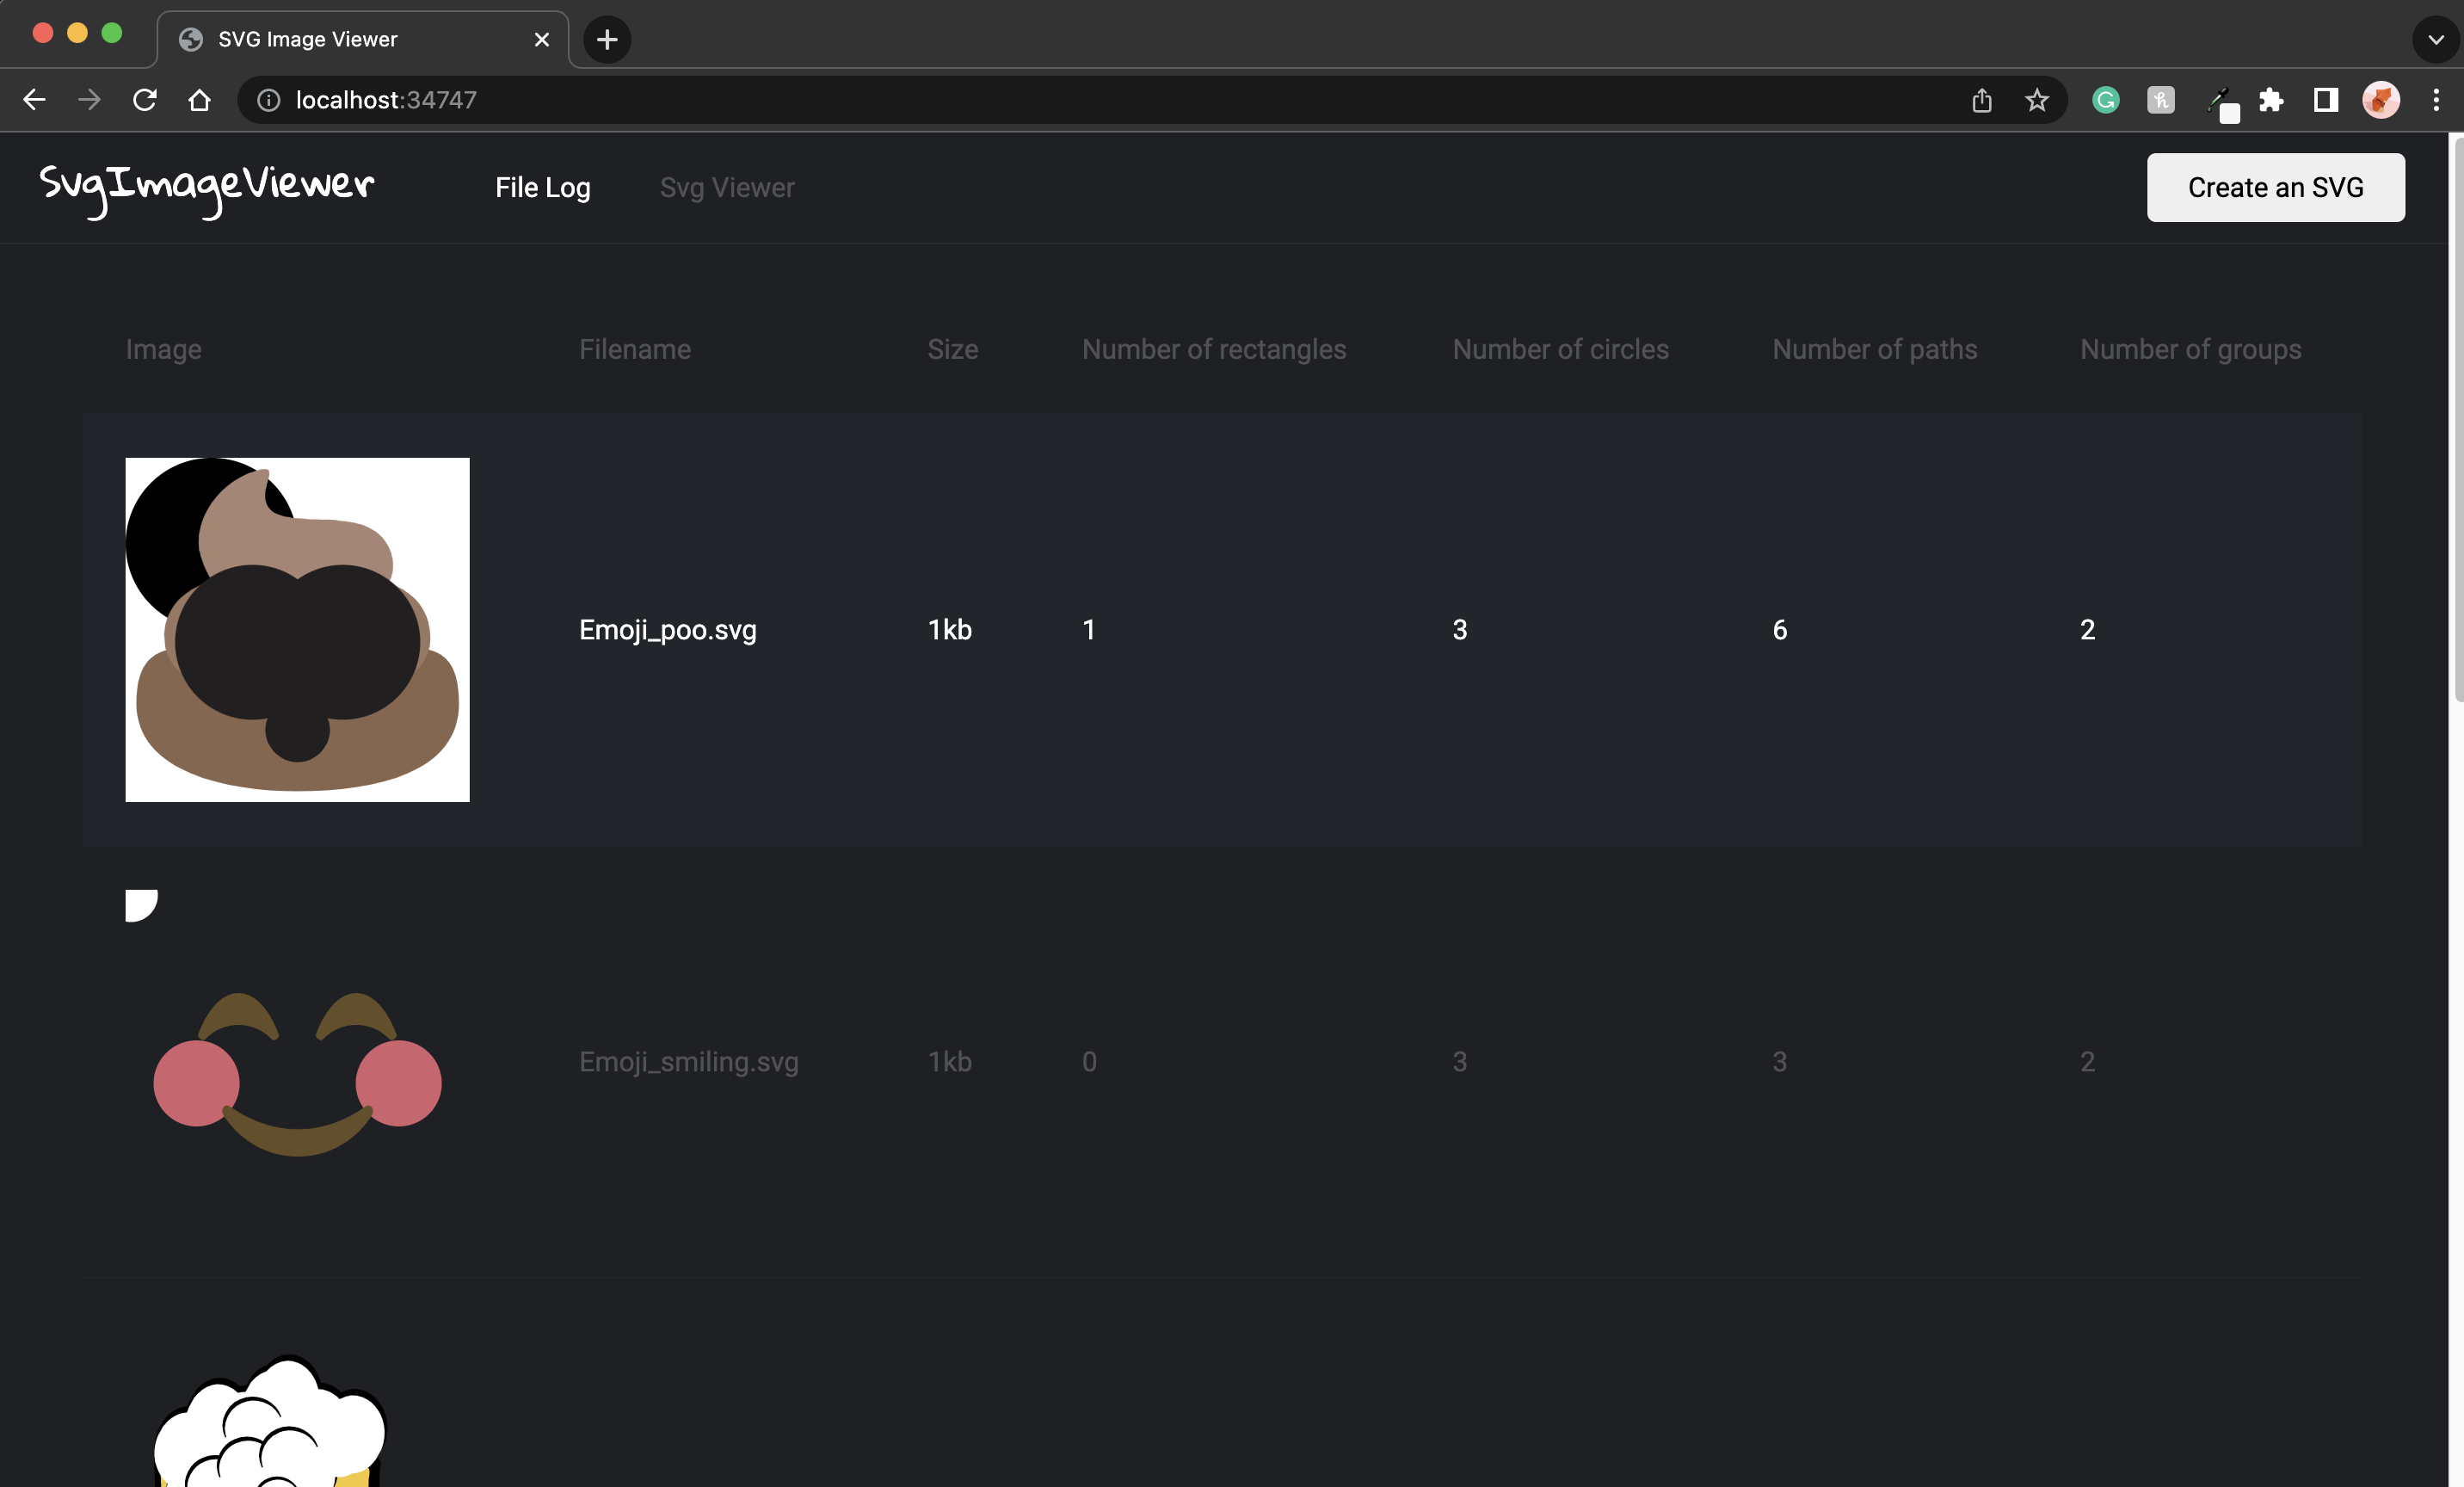 SVG Image Viewer
localhost:34747
SvgImageViewer File Log Svg Viewer Create an SVG
Image Filename Size Number of rectangles Number of circles Number of paths Number of groups
Emoji_poo.svg 1kb 1 3 6 2
Emoji_smiling.svg 1kb 0 3 3 2